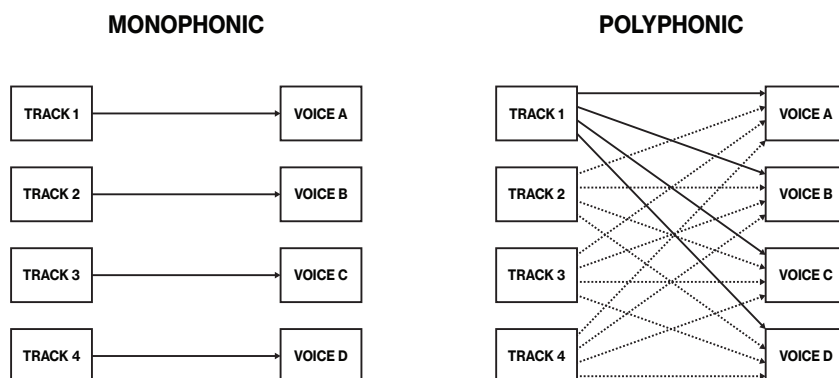 MONOPHONIC
TRACK 1
VOICE A
TRACK 2
VOICE B
TRACK 3
VOICE C
TRACK 4
VOICE D
POLYPHONIC
TRACK 1
VOICE A
TRACK 2
VOICE B
TRACK 3
VOICE C
TRACK 4
VOICE D